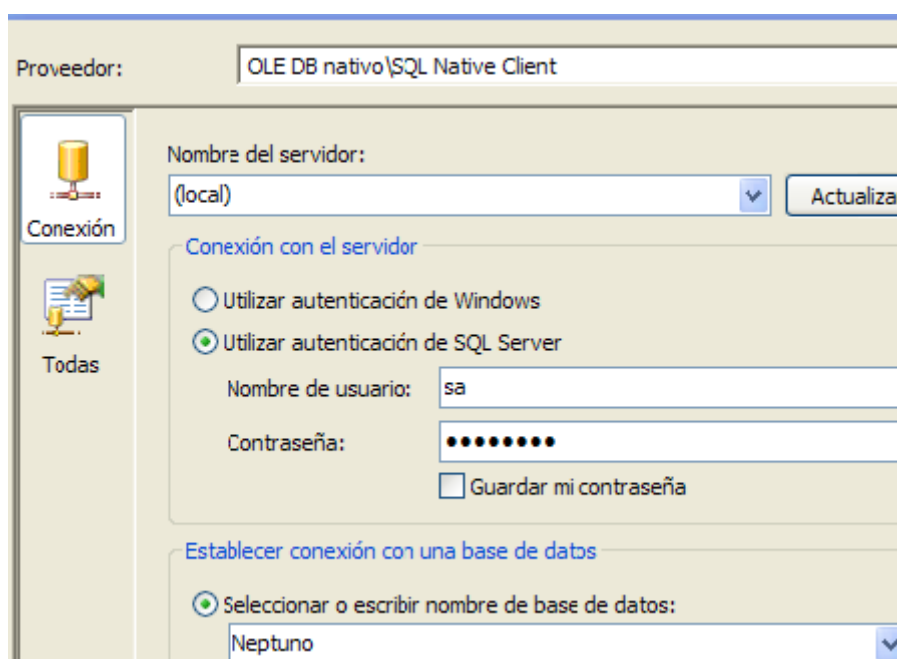 Proveedor:
OLE DB nativo\SQL Native Client
Nombre del servidor:
(local)
Actualiza
Conexión
Conexión con el servidor
Utilizar autenticación de Windows
Utilizar autenticación de SQL Server
Todas
Nombre de usuario:
sa
Contraseña:
••••••••
Guardar mi contraseña
Establecer conexión con una base de datos
Seleccionar o escribir nombre de base de datos:
Neptuno